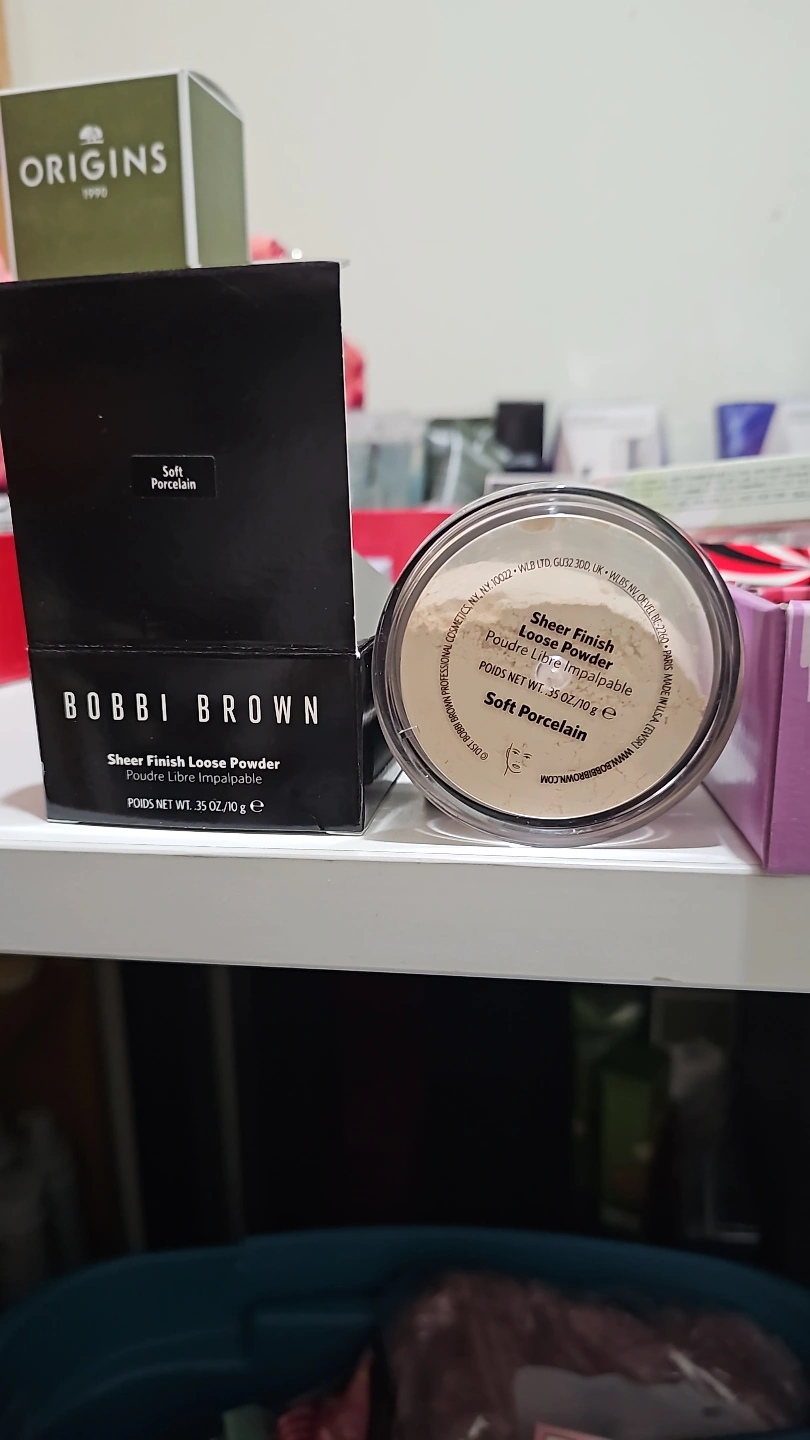 ORIGINS
1990
Soft
Porcelain
BOBBI BROWN
Sheer Finish Loose Powder
Poudre Libre Impalpable
POIDS NET WT. .35 OZ./10 g ℮
Sheer Finish
Loose Powder
Poudre Libre Impalpable
POIDS NET WT. .35 OZ./10 g ℮
Soft Porcelain
© DIST. BOBBI BROWN PROFESSIONAL COSMETICS, N.Y., N.Y. 10022 • WLB LTD, GU32 3DD, UK • WLBS NV, OEVEL BE-2260 • PARIS MADE IN U.S.A. WWW.BOBBIBROWN.COM